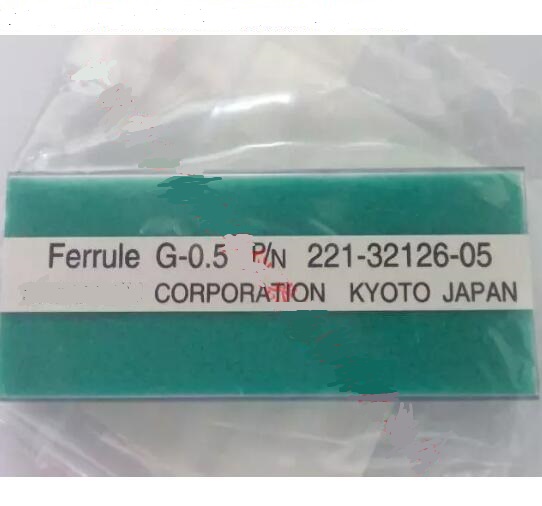 Ferrule G-0.5 P/N 221-32126-05
CORPORATION KYOTO JAPAN